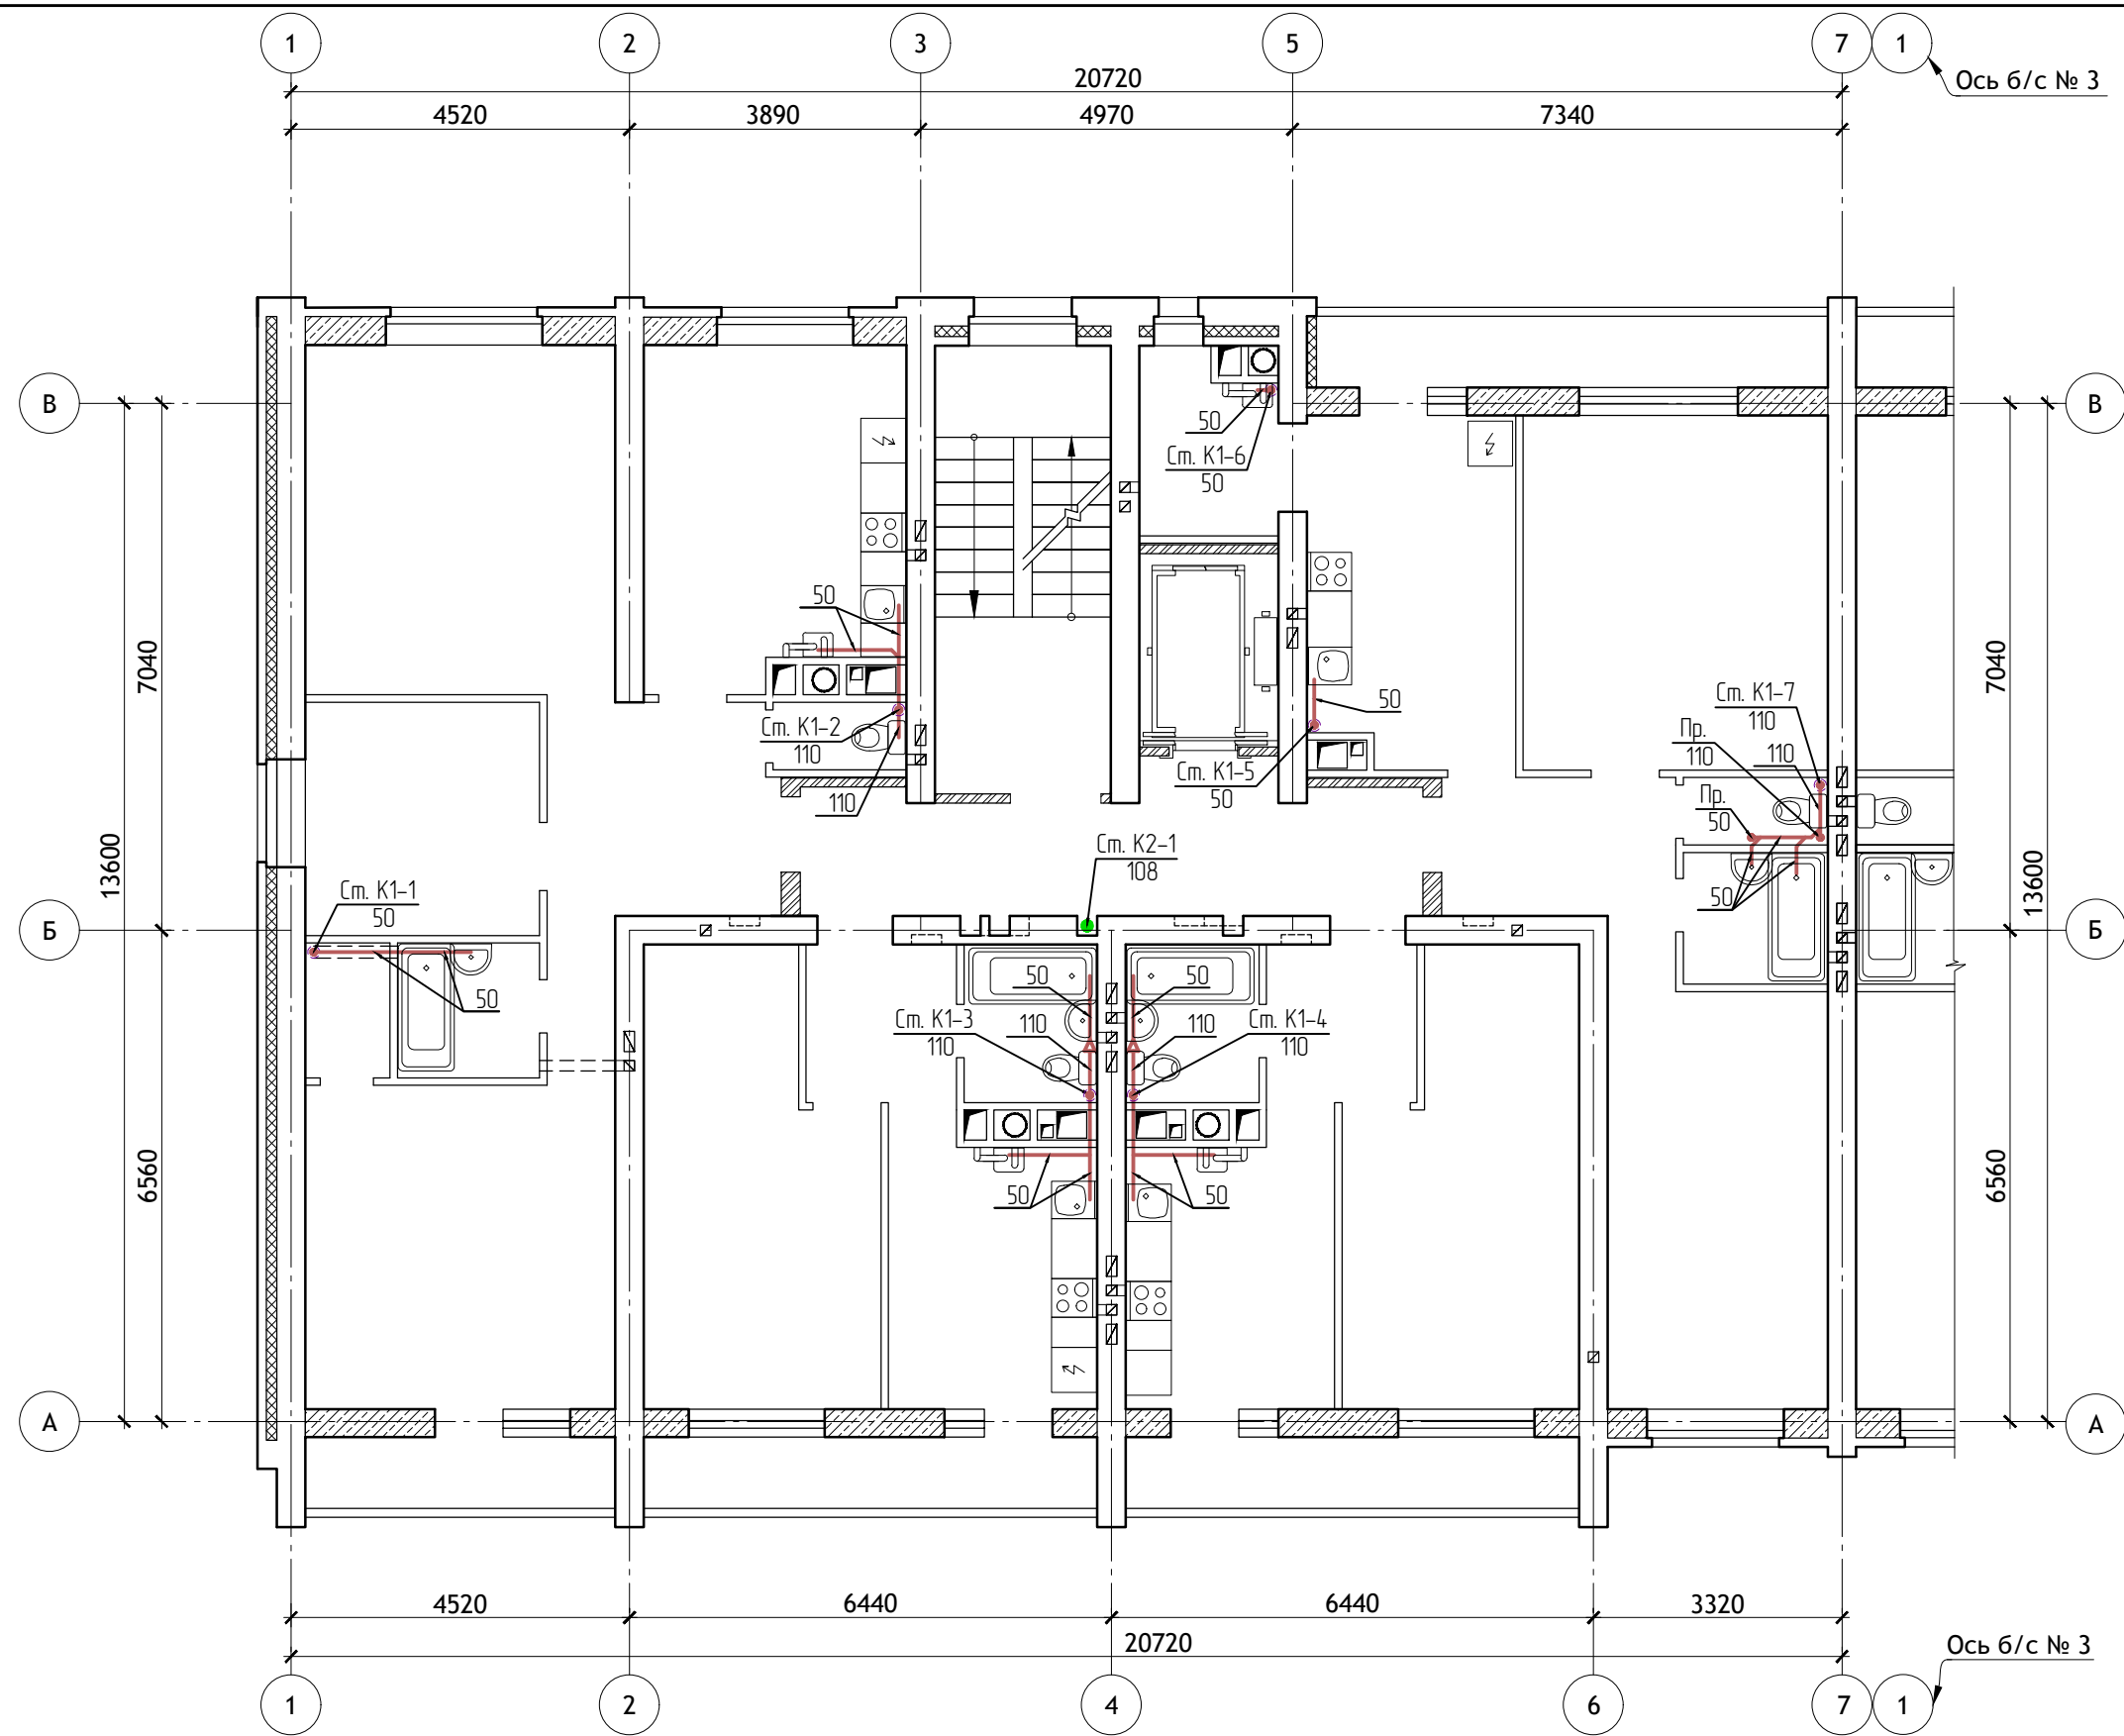 1 2 3 5 7 1
20720
Ось б/с № 3
4520 3890 4970 7340
В В
50
Ст. К1-6
50
50
7040 7040
Ст. К1-7
110
50
Ст. К1-2
110
Пр.
110
110
Ст. К1-5
50
110
Пр.
50
Ст. К2-1
108
13600 13600
Ст. К1-1
50
50
Б Б
50 50
50
Ст. К1-3
110
110
110
Ст. К1-4
110
6560 6560
50 50
А А
4520 6440 6440 3320
20720
Ось б/с № 3
1 2 4 6 7 1